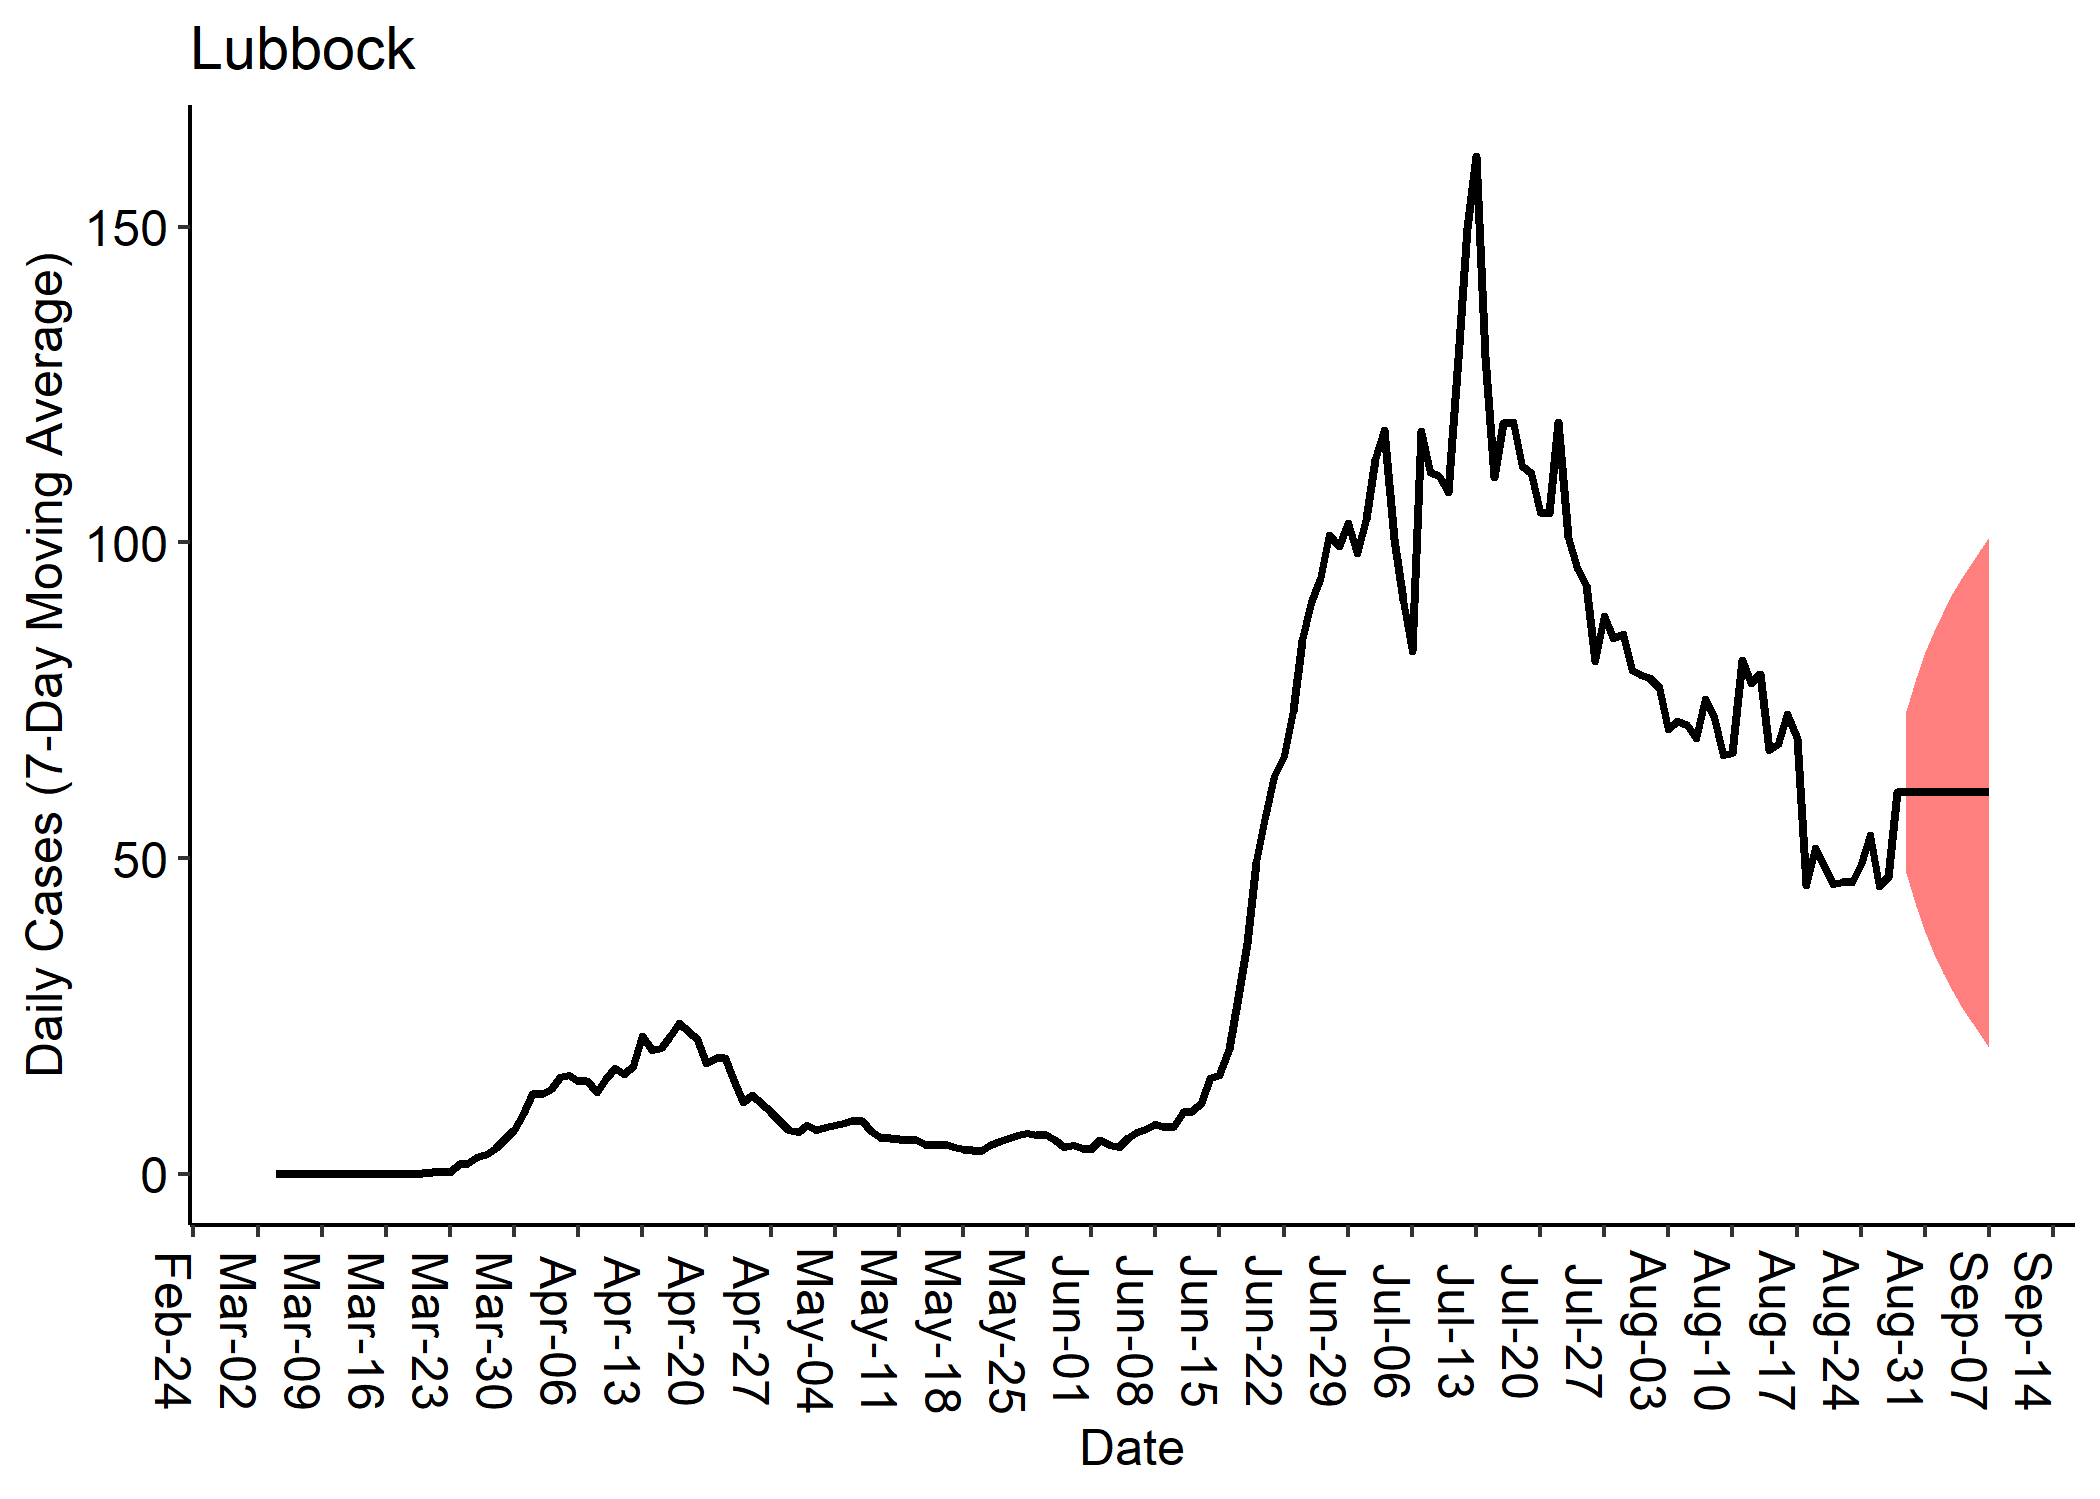 Lubbock
Daily Cases (7-Day Moving Average)
150
100
50
0
Feb-24
Mar-02
Mar-09
Mar-16
Mar-23
Mar-30
Apr-06
Apr-13
Apr-20
Apr-27
May-04
May-11
May-18
May-25
Jun-01
Jun-08
Jun-15
Jun-22
Jun-29
Jul-06
Jul-13
Jul-20
Jul-27
Aug-03
Aug-10
Aug-17
Aug-24
Aug-31
Sep-07
Sep-14
Date